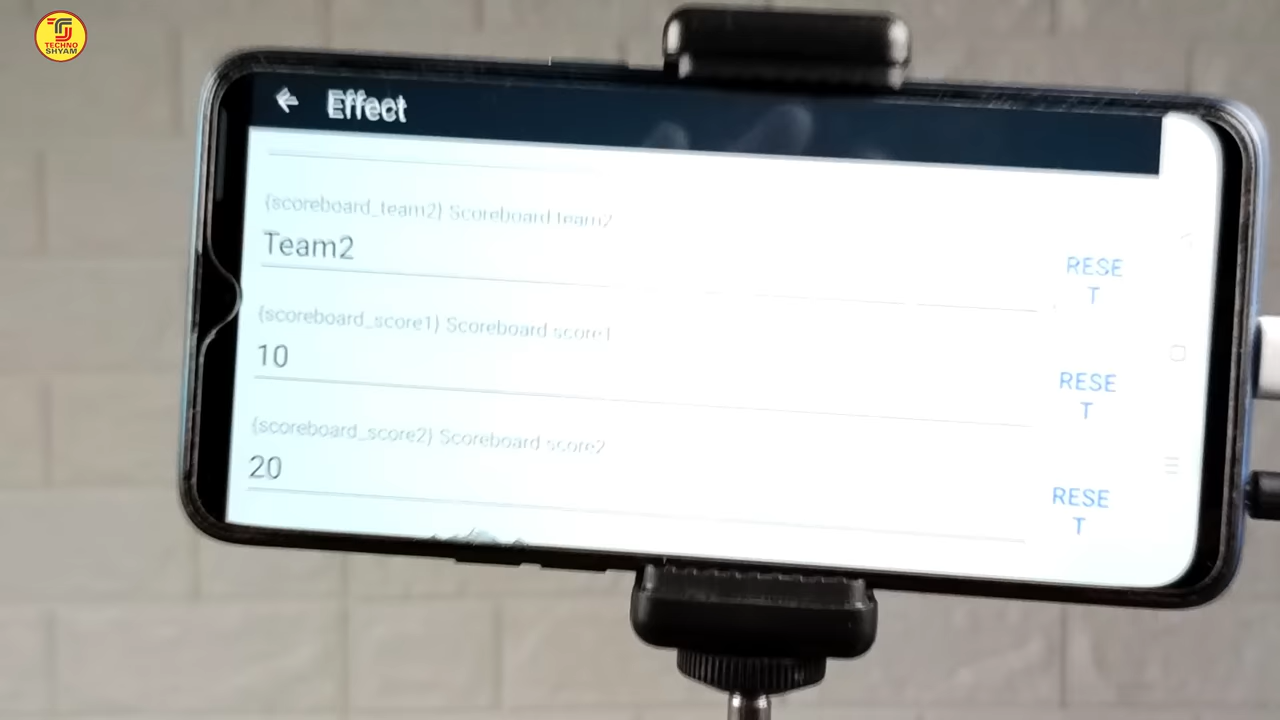 TECHNO
SHYAM
Effect
{scoreboard_team2} Scoreboard team2
Team2
RESE
T
{scoreboard_score1} Scoreboard score1
10
RESE
T
{scoreboard_score2} Scoreboard score2
20
RESE
T